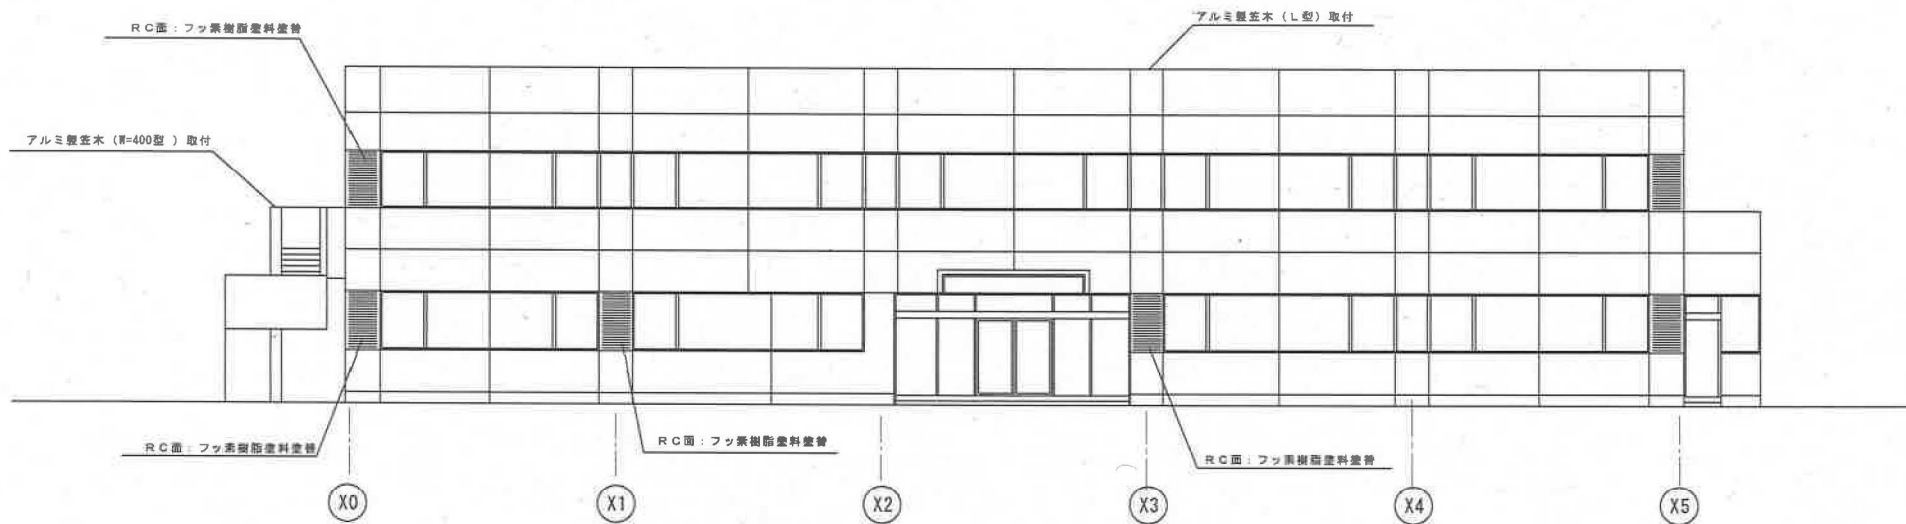 アルミ製笠木（L型）取付
RC面：フッ素樹脂塗料塗替
アルミ製笠木（W=400型 ）取付
RC面：フッ素樹脂塗料塗替
RC面：フッ素樹脂塗料塗替
RC面：フッ素樹脂塗料塗替
X0
X1
X2
X3
X4
X5